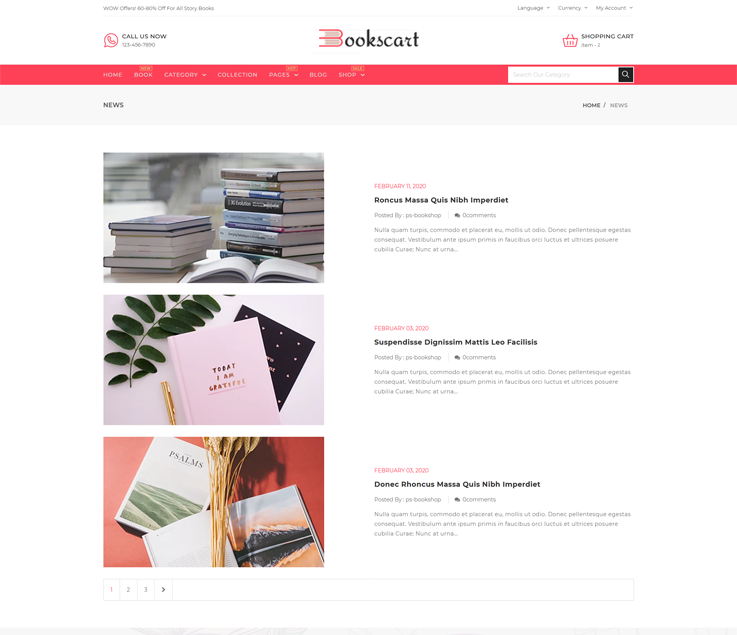 WOW Offers! 60-80% Off For All Story Books
Language
Currency
My Account
CALL US NOW
123-456-7890
Bookscart
SHOPPING CART
Item - 3
HOME
BOOK
NEW
CATEGORY
COLLECTION
PAGES
HOT
BLOG
SHOP
SALE
Search Our Category
NEWS
HOME / NEWS
FEBRUARY 11, 2020
Roncus Massa Quis Nibh Imperdiet
Posted By : ps-bookshop
0comments
Nulla quam turpis, commodo et placerat eu, mollis ut odio. Donec pellentesque egestas
consequat. Vestibulum ante ipsum primis in faucibus orci luctus et ultrices posuere
cubilia Curae; Nunc at urna...
TODAY
I AM
GRATEFUL
FEBRUARY 03, 2020
Suspendisse Dignissim Mattis Leo Facilisis
Posted By : ps-bookshop
0comments
Nulla quam turpis, commodo et placerat eu, mollis ut odio. Donec pellentesque egestas
consequat. Vestibulum ante ipsum primis in faucibus orci luctus et ultrices posuere
cubilia Curae; Nunc at urna...
PSALMS
FEBRUARY 03, 2020
Donec Rhoncus Massa Quis Nibh Imperdiet
Posted By : ps-bookshop
0comments
Nulla quam turpis, commodo et placerat eu, mollis ut odio. Donec pellentesque egestas
consequat. Vestibulum ante ipsum primis in faucibus orci luctus et ultrices posuere
cubilia Curae; Nunc at urna...
1
2
3